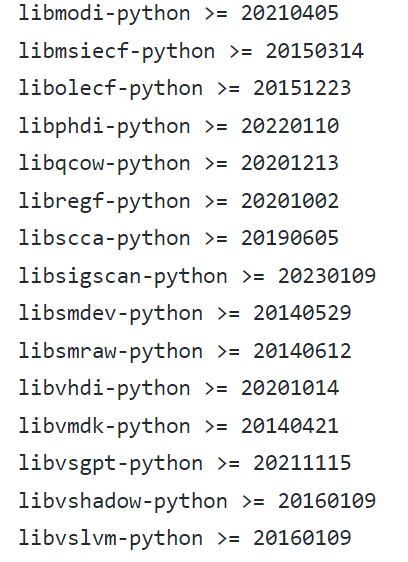 libmodi-python >= 20210405
libmsiecf-python >= 20150314
libolecf-python >= 20151223
libphdi-python >= 20220110
libqcow-python >= 20201213
libregf-python >= 20201002
libscca-python >= 20190605
libsigscan-python >= 20230109
libsmdev-python >= 20140529
libsmraw-python >= 20140612
libvhdi-python >= 20201014
libvmdk-python >= 20140421
libvsgpt-python >= 20211115
libvshadow-python >= 20160109
libvslvm-python >= 20160109